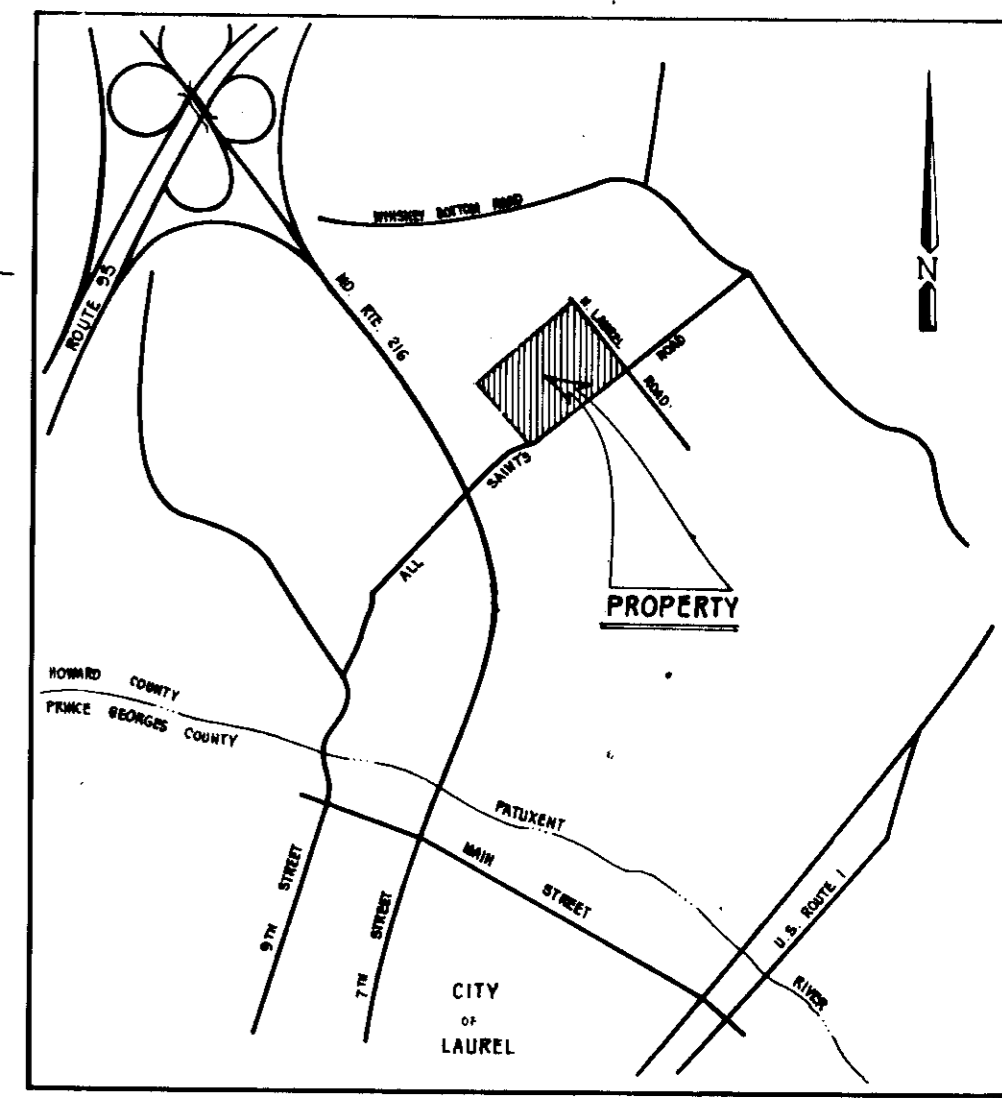 WHISKEY BOTTOM ROAD
N
ROUTE 95
MD. RTE. 216
N. LAUREL ROAD
ALL SAINT'S ROAD
PROPERTY
HOWARD COUNTY
PRINCE GEORGES COUNTY
PATUXENT RIVER
MAIN STREET
9TH STREET
7TH STREET
U.S. ROUTE 1
CITY
OF
LAUREL